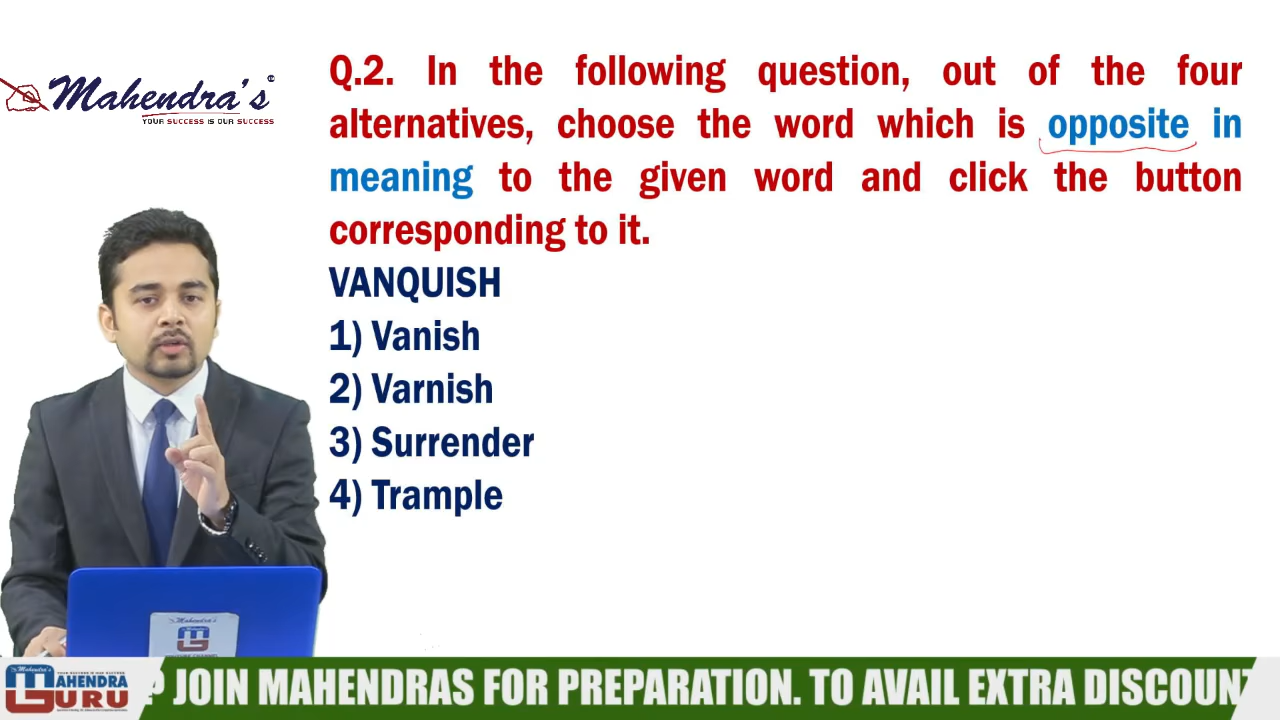 Mahendra's
YOUR SUCCESS IS OUR SUCCESS
Q.2. In the following question, out of the four
alternatives, choose the word which is opposite in
meaning to the given word and click the button
corresponding to it.
VANQUISH
1) Vanish
2) Varnish
3) Surrender
4) Trample
Mahendra's
MAHENDRA
GURU
JOIN MAHENDRAS FOR PREPARATION. TO AVAIL EXTRA DISCOUNT